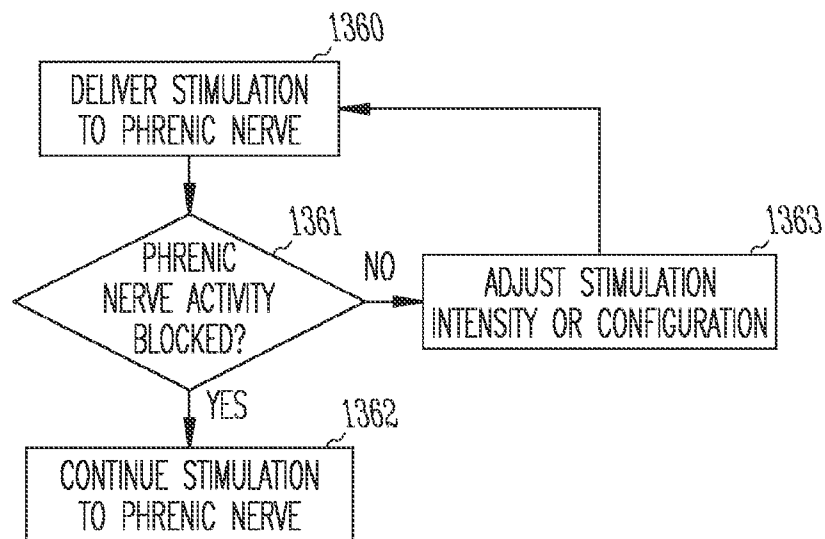 1360
DELIVER STIMULATION
TO PHRENIC NERVE
1361
PHRENIC
NERVE ACTIVITY
BLOCKED?
NO
1363
ADJUST STIMULATION
INTENSITY OR CONFIGURATION
YES
1362
CONTINUE STIMULATION
TO PHRENIC NERVE